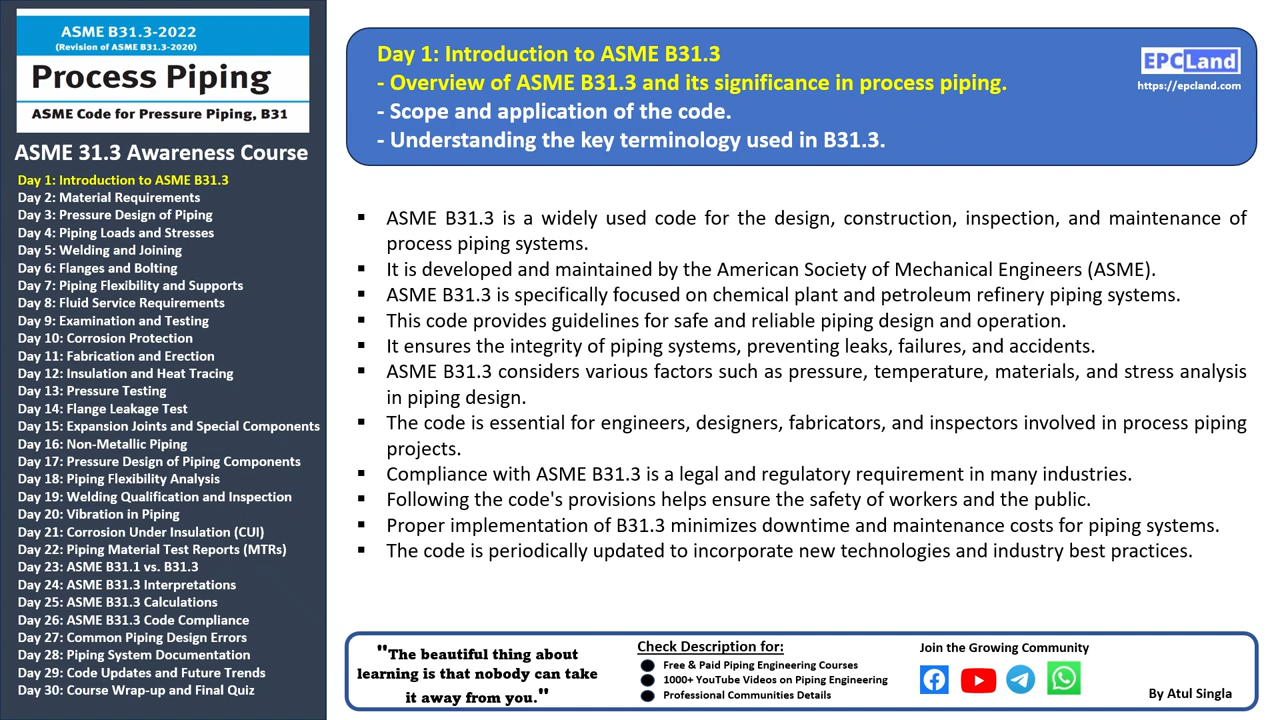 ASME B31.3-2022
(Revision of ASME B31.3-2020)
Process Piping
ASME Code for Pressure Piping, B31
ASME 31.3 Awareness Course
Day 1: Introduction to ASME B31.3
Day 2: Material Requirements
Day 3: Pressure Design of Piping
Day 4: Piping Loads and Stresses
Day 5: Welding and Joining
Day 6: Flanges and Bolting
Day 7: Piping Flexibility and Supports
Day 8: Fluid Service Requirements
Day 9: Examination and Testing
Day 10: Corrosion Protection
Day 11: Fabrication and Erection
Day 12: Insulation and Heat Tracing
Day 13: Pressure Testing
Day 14: Flange Leakage Test
Day 15: Expansion Joints and Special Components
Day 16: Non-Metallic Piping
Day 17: Pressure Design of Piping Components
Day 18: Piping Flexibility Analysis
Day 19: Welding Qualification and Inspection
Day 20: Vibration in Piping
Day 21: Corrosion Under Insulation (CUI)
Day 22: Piping Material Test Reports (MTRs)
Day 23: ASME B31.1 vs. B31.3
Day 24: ASME B31.3 Interpretations
Day 25: ASME B31.3 Calculations
Day 26: ASME B31.3 Code Compliance
Day 27: Common Piping Design Errors
Day 28: Piping System Documentation
Day 29: Code Updates and Future Trends
Day 30: Course Wrap-up and Final Quiz
Day 1: Introduction to ASME B31.3
- Overview of ASME B31.3 and its significance in process piping.
- Scope and application of the code.
- Understanding the key terminology used in B31.3.
EPCLand
https://epcland.com
▪ ASME B31.3 is a widely used code for the design, construction, inspection, and maintenance of
process piping systems.
▪ It is developed and maintained by the American Society of Mechanical Engineers (ASME).
▪ ASME B31.3 is specifically focused on chemical plant and petroleum refinery piping systems.
▪ This code provides guidelines for safe and reliable piping design and operation.
▪ It ensures the integrity of piping systems, preventing leaks, failures, and accidents.
▪ ASME B31.3 considers various factors such as pressure, temperature, materials, and stress analysis
in piping design.
▪ The code is essential for engineers, designers, fabricators, and inspectors involved in process piping
projects.
▪ Compliance with ASME B31.3 is a legal and regulatory requirement in many industries.
▪ Following the code's provisions helps ensure the safety of workers and the public.
▪ Proper implementation of B31.3 minimizes downtime and maintenance costs for piping systems.
▪ The code is periodically updated to incorporate new technologies and industry best practices.
"The beautiful thing about
learning is that nobody can take
it away from you."
Check Description for:
Free & Paid Piping Engineering Courses
1000+ YouTube Videos on Piping Engineering
Professional Communities Details
Join the Growing Community
By Atul Singla